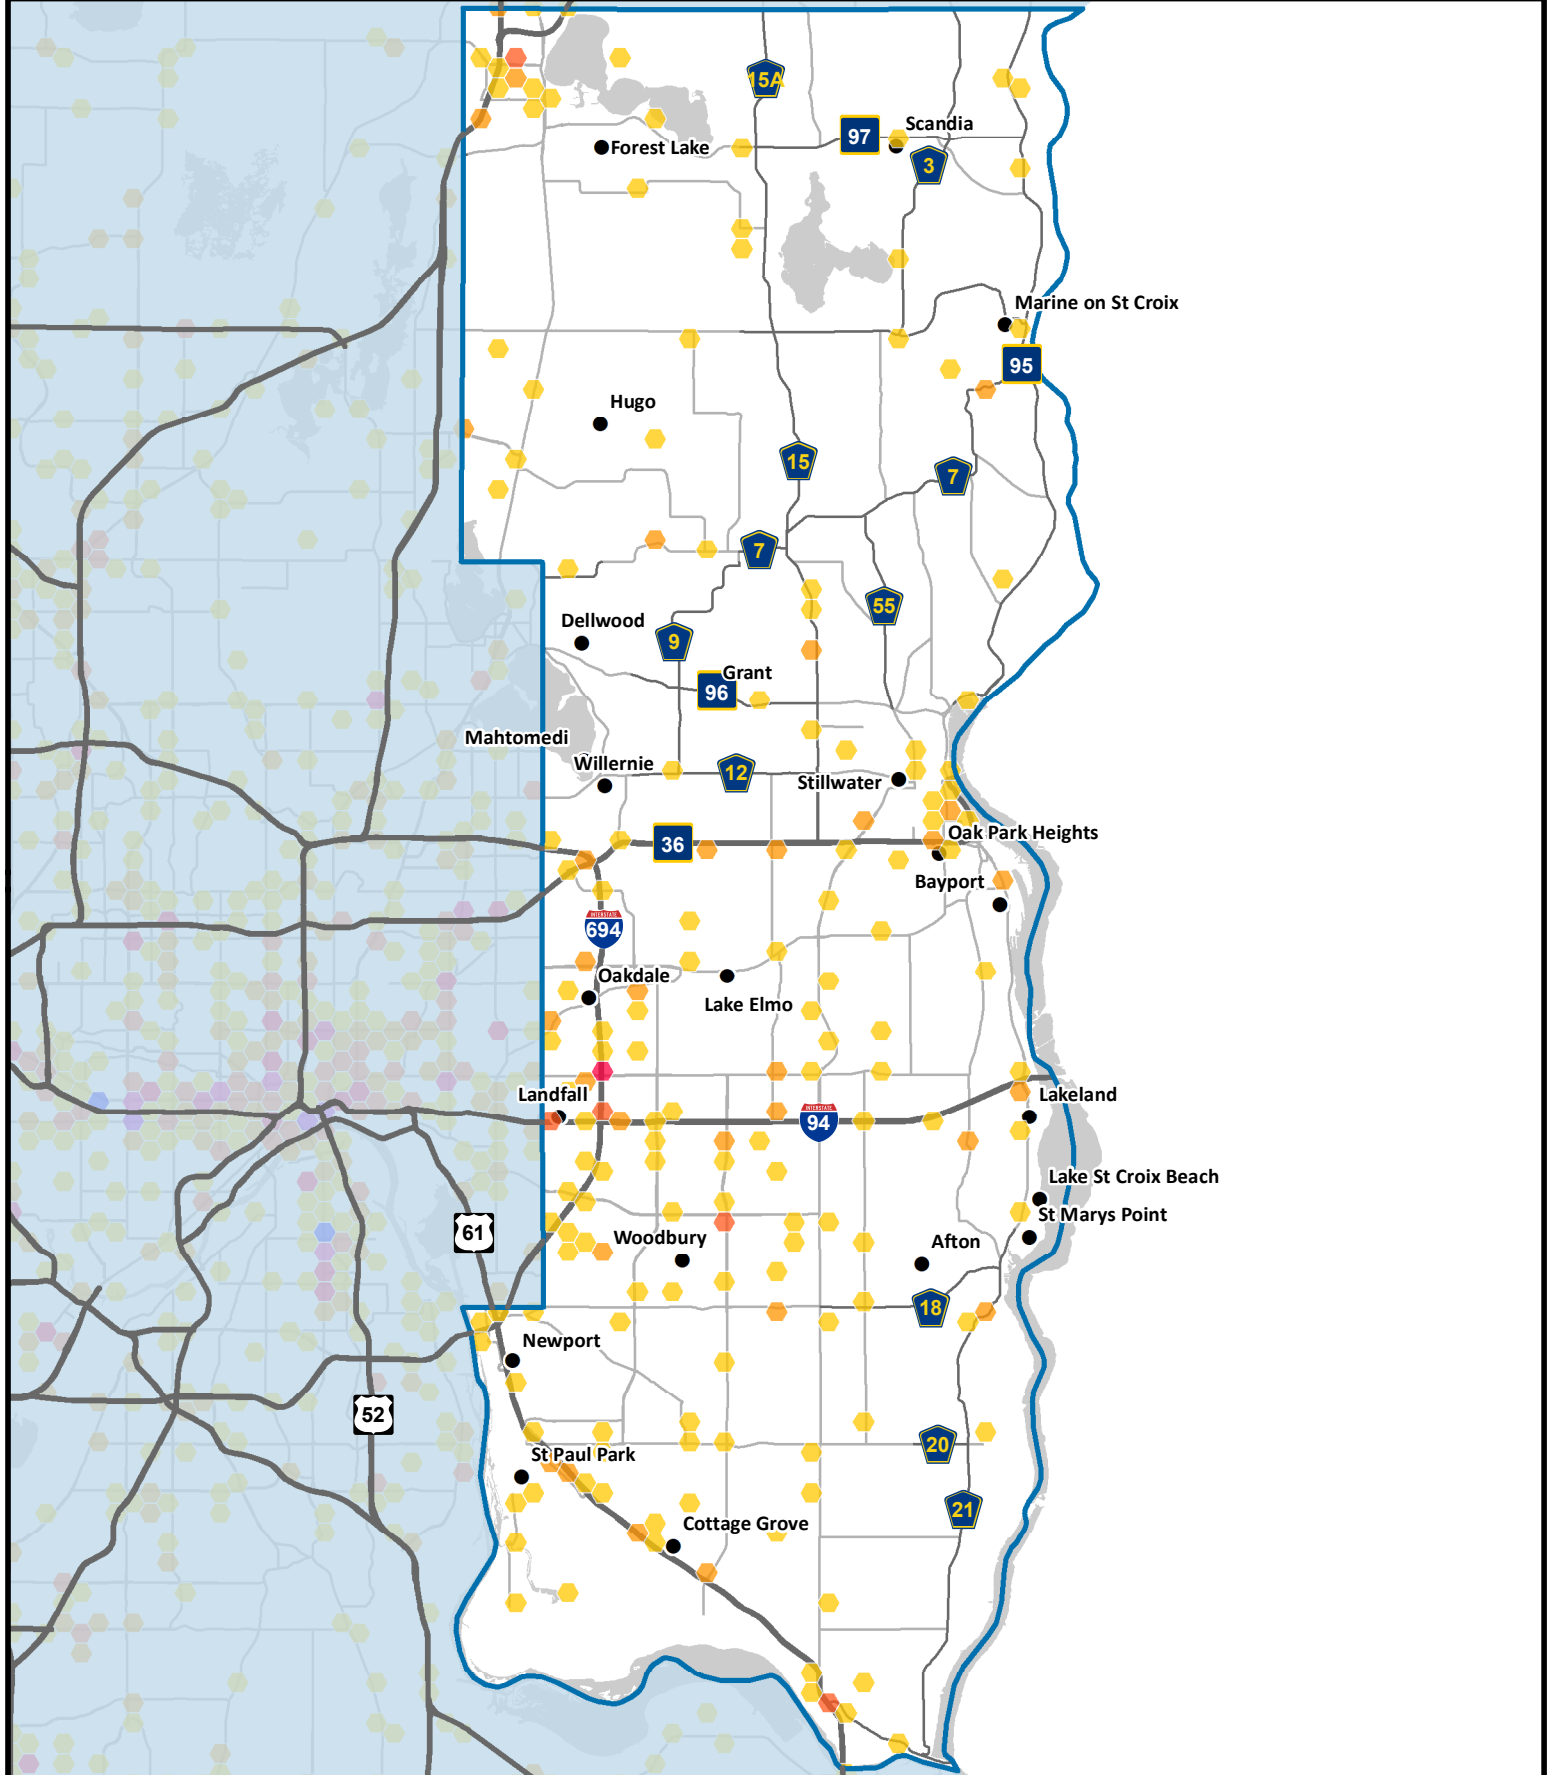 15A
Scandia
97
Forest Lake
3
Marine on St Croix
95
Hugo
15
7
7
55
Dellwood
9
Grant
96
Mahtomedi
Willernie
12
Stillwater
Oak Park Heights
36
Bayport
INTERSTATE
694
Oakdale
Lake Elmo
Landfall
Lakeland
INTERSTATE
94
Lake St Croix Beach
St Marys Point
61
Woodbury
Afton
18
Newport
52
20
St Paul Park
21
Cottage Grove